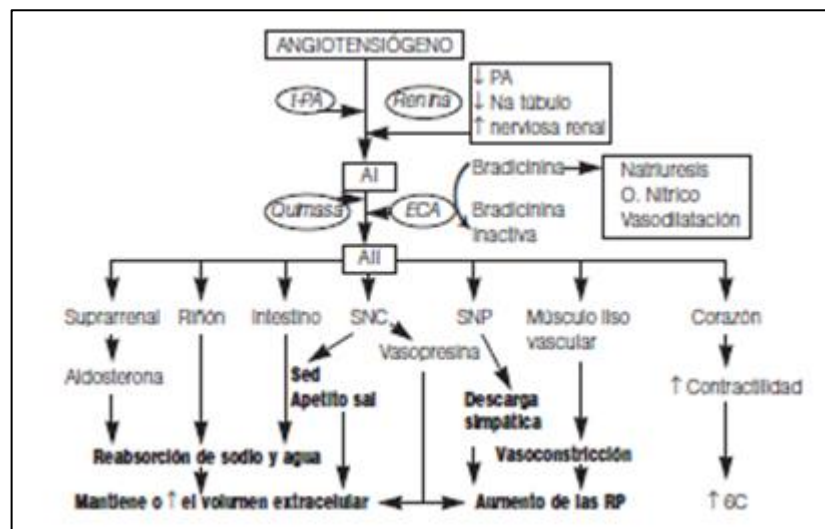 ANGIOTENSIÓGENO
t-PA
Renina
↓ PA
↓ Na túbulo
↑ nerviosa renal
AI
Quimasa
ECA
Bradicinina
Bradicinina
inactiva
Natriuresis
O. Nítrico
Vasodilatación
AII
Suprarrenal
Riñón
Intestino
SNC
SNP
Músculo liso
vascular
Corazón
Aldosterona
Vasopresina
Sed
Apetito sal
Descarga
simpática
↑ Contractilidad
Reabsorción de sodio y agua
Vasoconstricción
Mantiene o ↑ el volumen extracelular
Aumento de las RP
↑ 6C